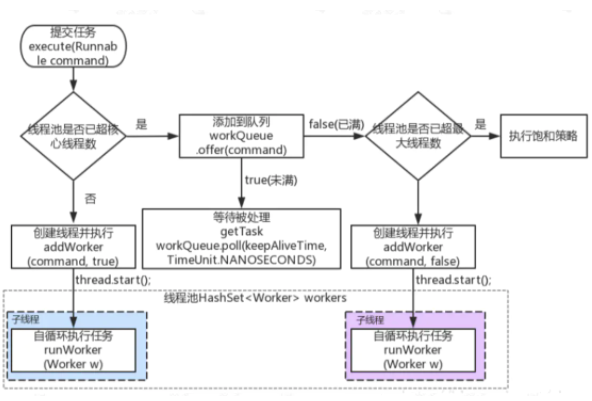 提交任务
execute(Runnab
le command)
线程池是否已超核
心线程数
是
添加到队列
workQueue
.offer(command)
false(已满)
线程池是否已超最
大线程数
是
执行饱和策略
否
true(未满)
等待被处理
getTask
workQueue.poll(keepAliveTime,
TimeUnit.NANOSECONDS)
创建线程并执行
addWorker
(command, true)
创建线程并执行
addWorker
(command, false)
thread.start();
thread.start();
线程池HashSet<Worker> workers
子线程
自循环执行任务
runWorker
(Worker w)
子线程
自循环执行任务
runWorker
(Worker w)